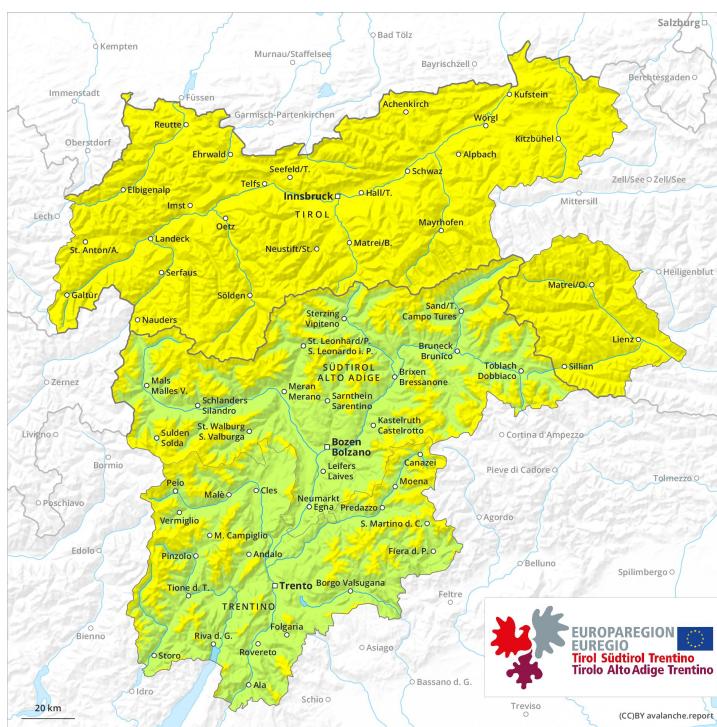 Salzburg
Kempten
Bad Tölz
Murnau/Staffelsee
Bayrischzell
Berchtesgaden
Immenstadt
Füssen
Achenkirch
Kufstein
Garmisch-Partenkirchen
Reutte
Wörgl
Oberstdorf
Kitzbühel
Ehrwald
Alpbach
Seefeld/T.
Schwaz
Telfs
Zell/See
Zell/See
Elbigenalp
Innsbruck
Hall/T.
Mittersill
Imst
TIROL
Lech
Oetz
Mayrhofen
Landeck
St. Anton/A.
Neustift/St.
Matrei/B.
Serfaus
Heiligenblut
Matrei/O.
Galtür
Sölden
Sand/T.
Campo Tures
Nauders
Sterzing
Vipiteno
Lienz
St. Leonhard/P.
S. Leonardo i. P.
Bruneck
Brunico
Sillian
SÜDTIROL
ALTO ADIGE
Toblach
Dobbiaco
Zernez
Mals
Malles V.
Brixen
Bressanone
Meran
Merano
Schlanders
Silandro
Sarnthein
Sarentino
St. Walburg
S. Valburga
Kastelruth
Castelrotto
Livigno
Sulden
Solda
Cortina d'Ampezzo
Bozen
Bolzano
Bormio
Canazei
Leifers
Laives
Pieve di Cadore
Tolmezzo
Peio
Moena
Malè
Cles
Neumarkt
Egna
Poschiavo
Predazzo
Vermiglio
Agordo
S. Martino d. C.
M. Campiglio
Edolo
Pinzolo
Andalo
Fiera d. P.
Belluno
Spilimbergo
Tione d. T.
Trento
Borgo Valsugana
Feltre
TRENTINO
Bienno
Folgaria
Riva d. G.
Asiago
Storo
Rovereto
Bassano d. G.
Ala
Idro
Schio
Treviso
EUROPAREGION
EUREGIO
Tirol Südtirol Trentino
Tirolo Alto Adige Trentino
20 km
(CC)BY avalanche.report